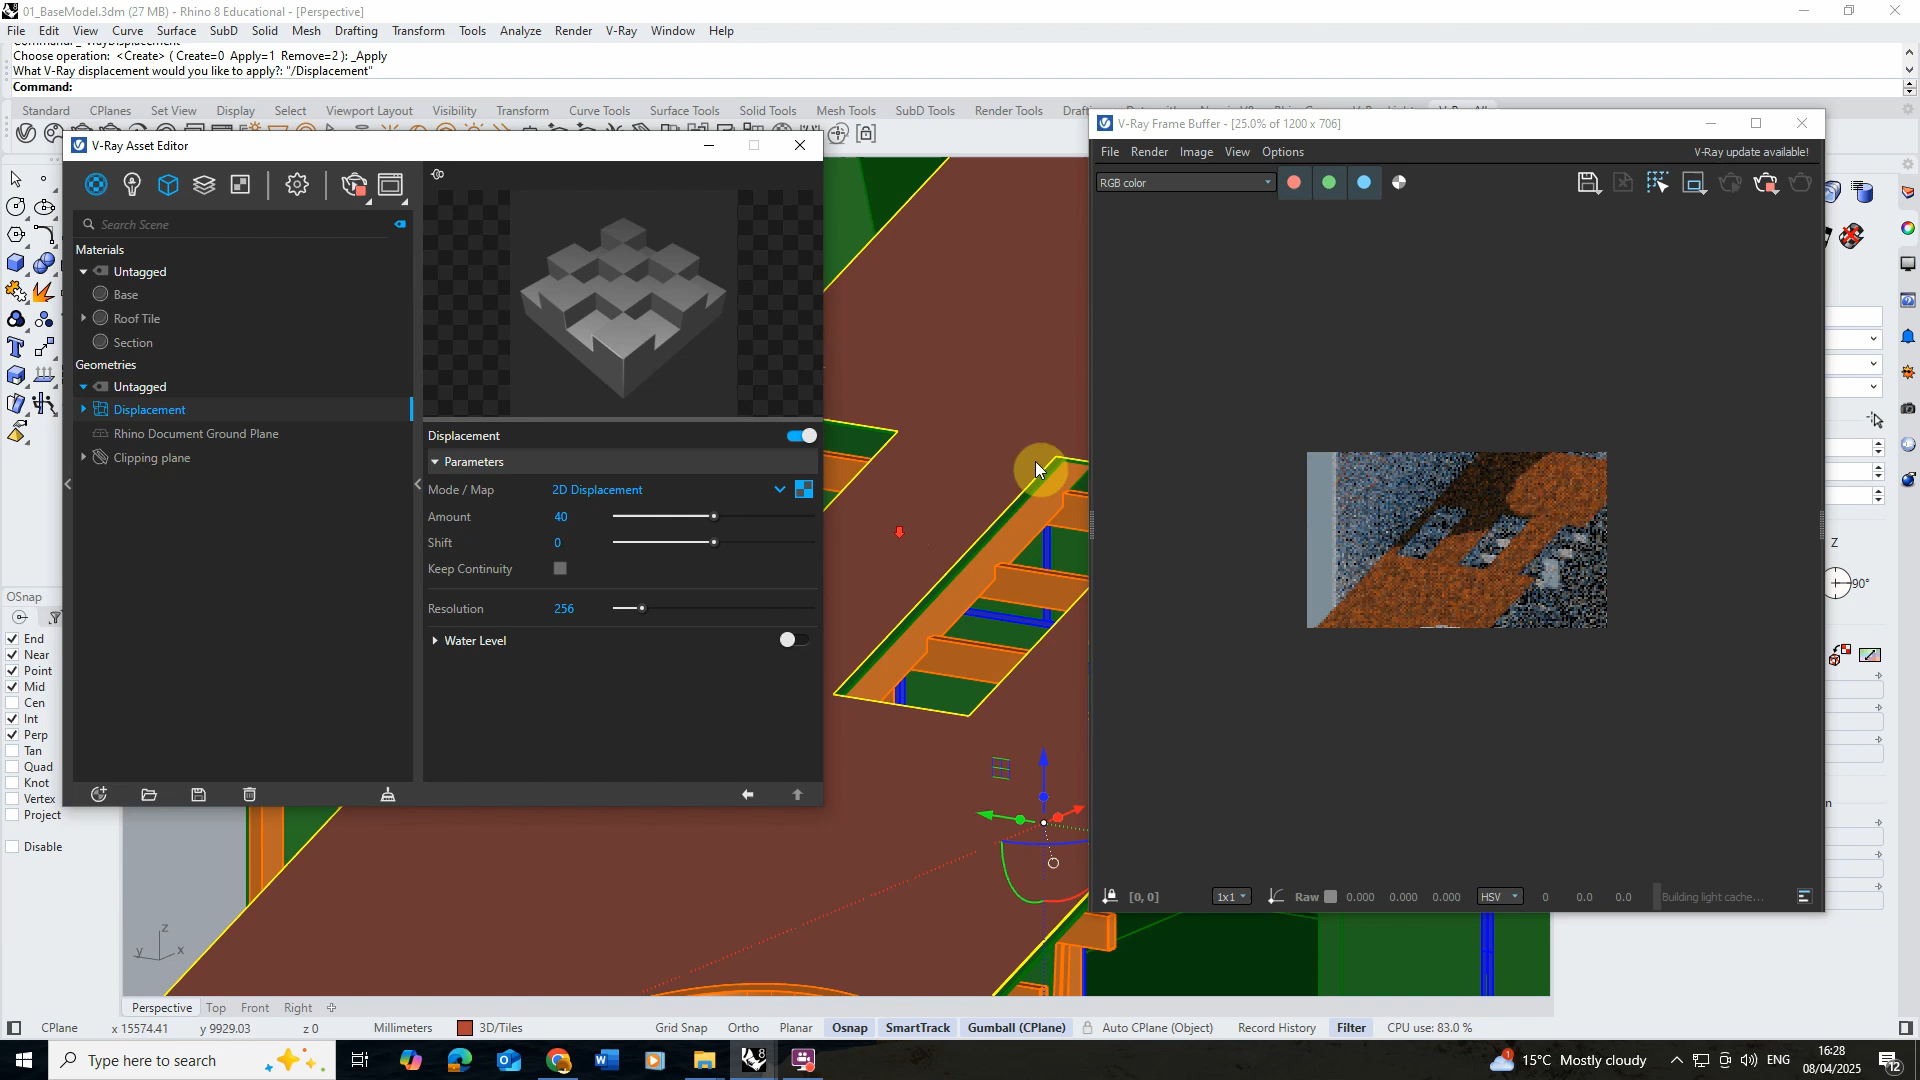 01_BaseModel.3dm (27 MB) - Rhino 8 Educational - [Perspective]
File Edit View Curve Surface SubD Solid Mesh Drafting Transform Tools Analyze Render V-Ray Window Help
Choose operation: <Create> ( Create=0 Apply=1 Remove=2 ): _Apply
What V-Ray displacement would you like to apply?: "/Displacement"
Command:
Standard CPlanes Set View Display Select Viewport Layout Visibility Transform Curve Tools Surface Tools Solid Tools Mesh Tools SubD Tools Render Tools
V-Ray Asset Editor
Search Scene
Materials
Untagged
Base
Roof Tile
Section
Geometries
Untagged
Displacement
Rhino Document Ground Plane
Clipping plane
Displacement
Parameters
Mode / Map 2D Displacement
Amount 40
Shift 0
Keep Continuity
Resolution 256
Water Level
V-Ray Frame Buffer - [25.0% of 1200 x 706]
File Render Image View Options V-Ray update available!
RGB color
[0, 0] 1x1 Raw 0.000 0.000 0.000 HSV 0 0.0 0.0 Building light cache...
Z
90°
OSnap
End
Near
Point
Mid
Cen
Int
Perp
Tan
Quad
Knot
Vertex
Project
Disable
z
y
x
Perspective Top Front Right
CPlane x 15574.41 y 9929.03 z 0 Millimeters 3D/Tiles Grid Snap Ortho Planar Osnap SmartTrack Gumball (CPlane) Auto CPlane (Object) Record History Filter CPU use: 83.0 %
Type here to search
15°C Mostly cloudy
ENG
16:28
08/04/2025
12